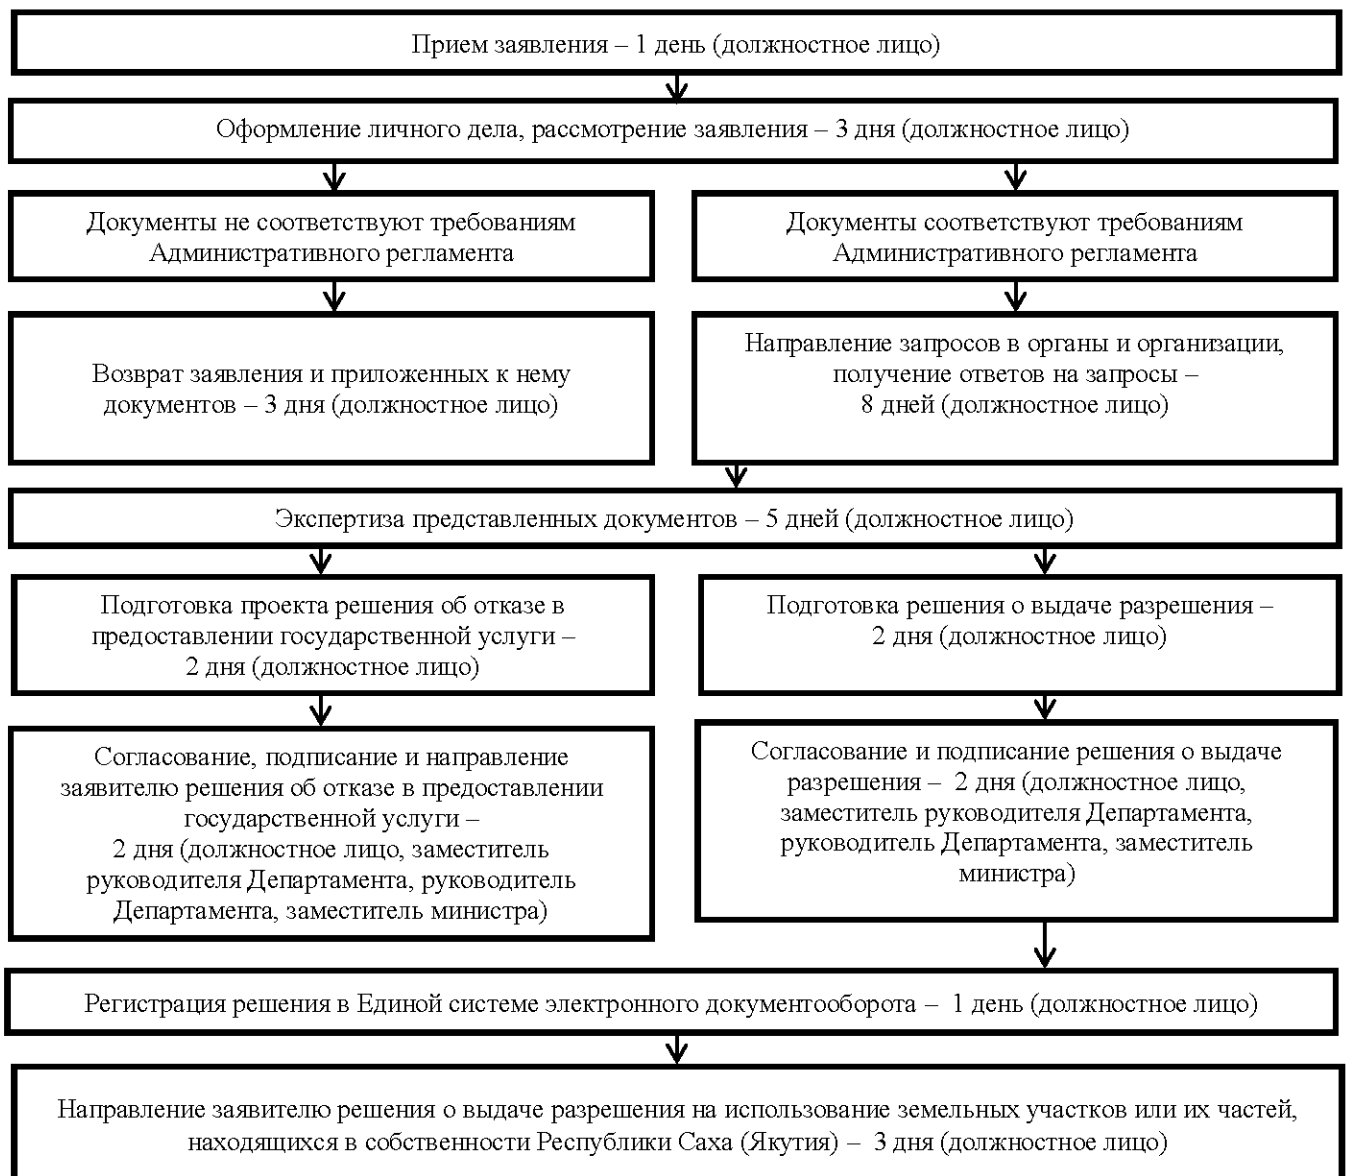 Прием заявления – 1 день (должностное лицо)
Оформление личного дела, рассмотрение заявления – 3 дня (должностное лицо)
Документы не соответствуют требованиям
Административного регламента
Документы соответствуют требованиям
Административного регламента
Возврат заявления и приложенных к нему
документов – 3 дня (должностное лицо)
Направление запросов в органы и организации,
получение ответов на запросы –
8 дней (должностное лицо)
Экспертиза представленных документов – 5 дней (должностное лицо)
Подготовка проекта решения об отказе в
предоставлении государственной услуги –
2 дня (должностное лицо)
Подготовка решения о выдаче разрешения –
2 дня (должностное лицо)
Согласование, подписание и направление
заявителю решения об отказе в предоставлении
государственной услуги –
2 дня (должностное лицо, заместитель
руководителя Департамента, руководитель
Департамента, заместитель министра)
Согласование и подписание решения о выдаче
разрешения – 2 дня (должностное лицо,
заместитель руководителя Департамента,
руководитель Департамента, заместитель
министра)
Регистрация решения в Единой системе электронного документооборота – 1 день (должностное лицо)
Направление заявителю решения о выдаче разрешения на использование земельных участков или их частей,
находящихся в собственности Республики Саха (Якутия) – 3 дня (должностное лицо)